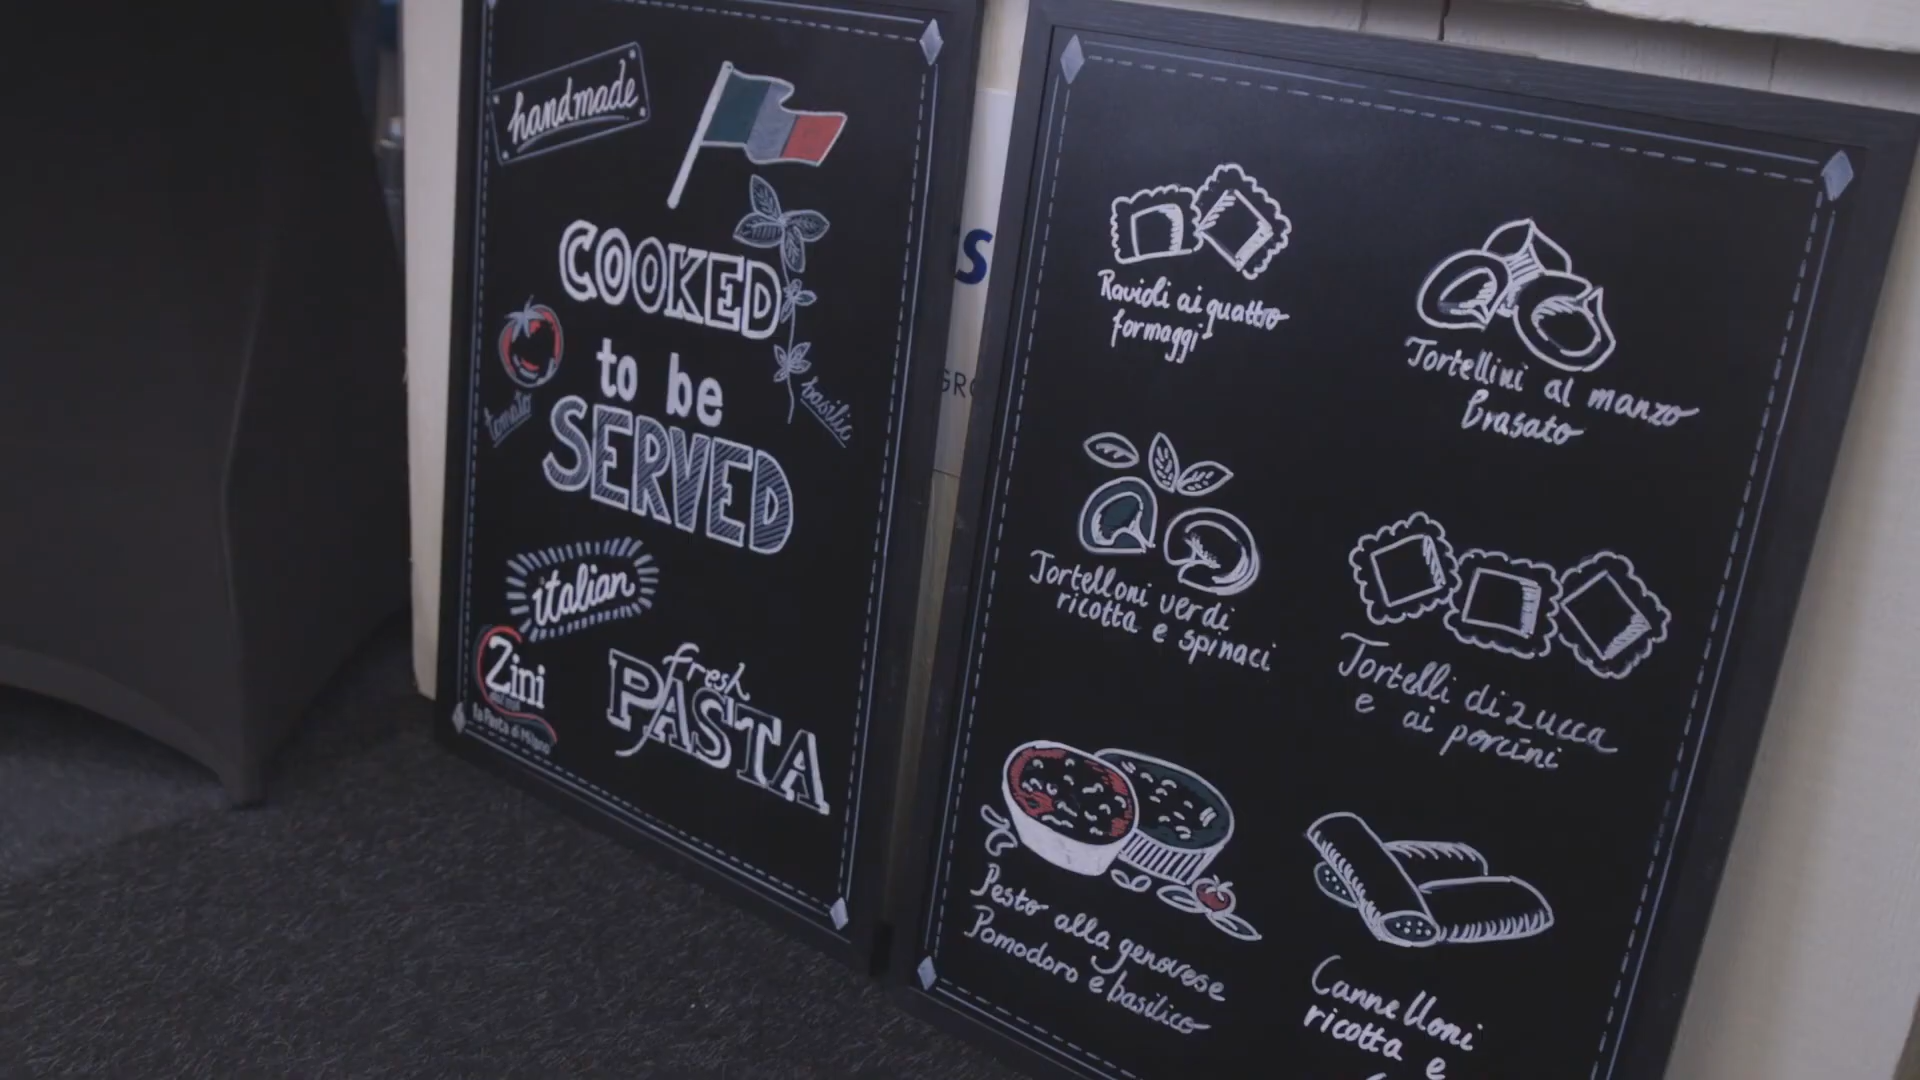 handmade
COOKED
to be
SERVED
tomato
basilic
italian
Zini
la Pasta di Milano
fresh
PASTA
S
GRO
Ravioli ai quattro
formaggi
Tortellini al manzo
Brasato
Tortelloni verdi
ricotta e spinaci
Tortelli di zucca
e ai porcini
Pesto alla genovese
Pomodoro e basilico
Cannelloni
ricotta e